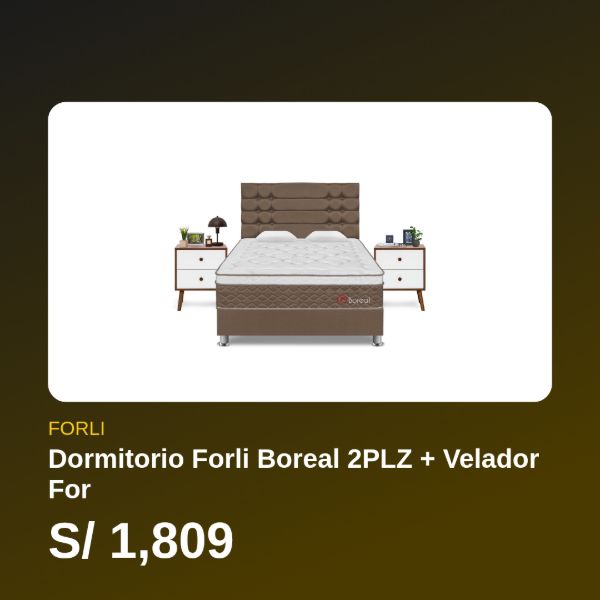 Boreal
FORLI
Dormitorio Forli Boreal 2PLZ + Velador
For
S/ 1,809